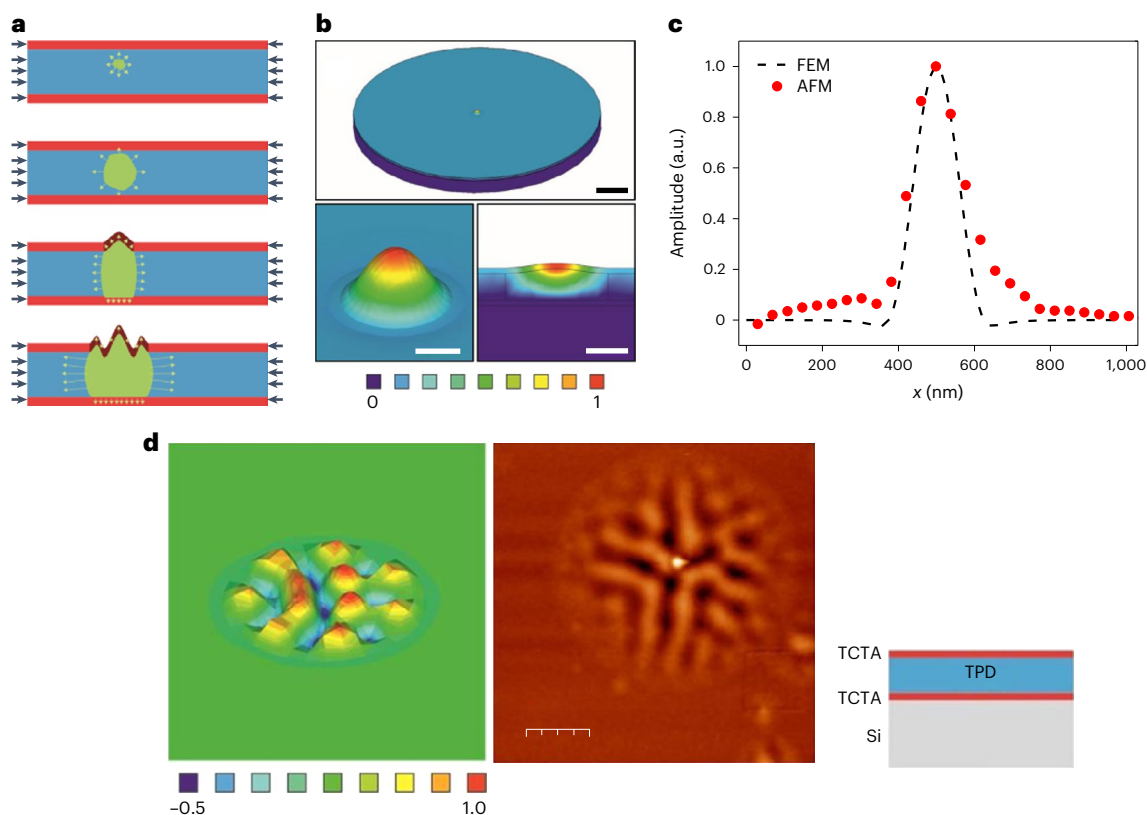 a
b
c
1.0
0.8
0.6
0.4
0.2
0
Amplitude (a.u.)
FEM
AFM
0 200 400 600 800 1,000
x (nm)
0 1
d
−0.5 1.0
TCTA
TPD
TCTA
Si